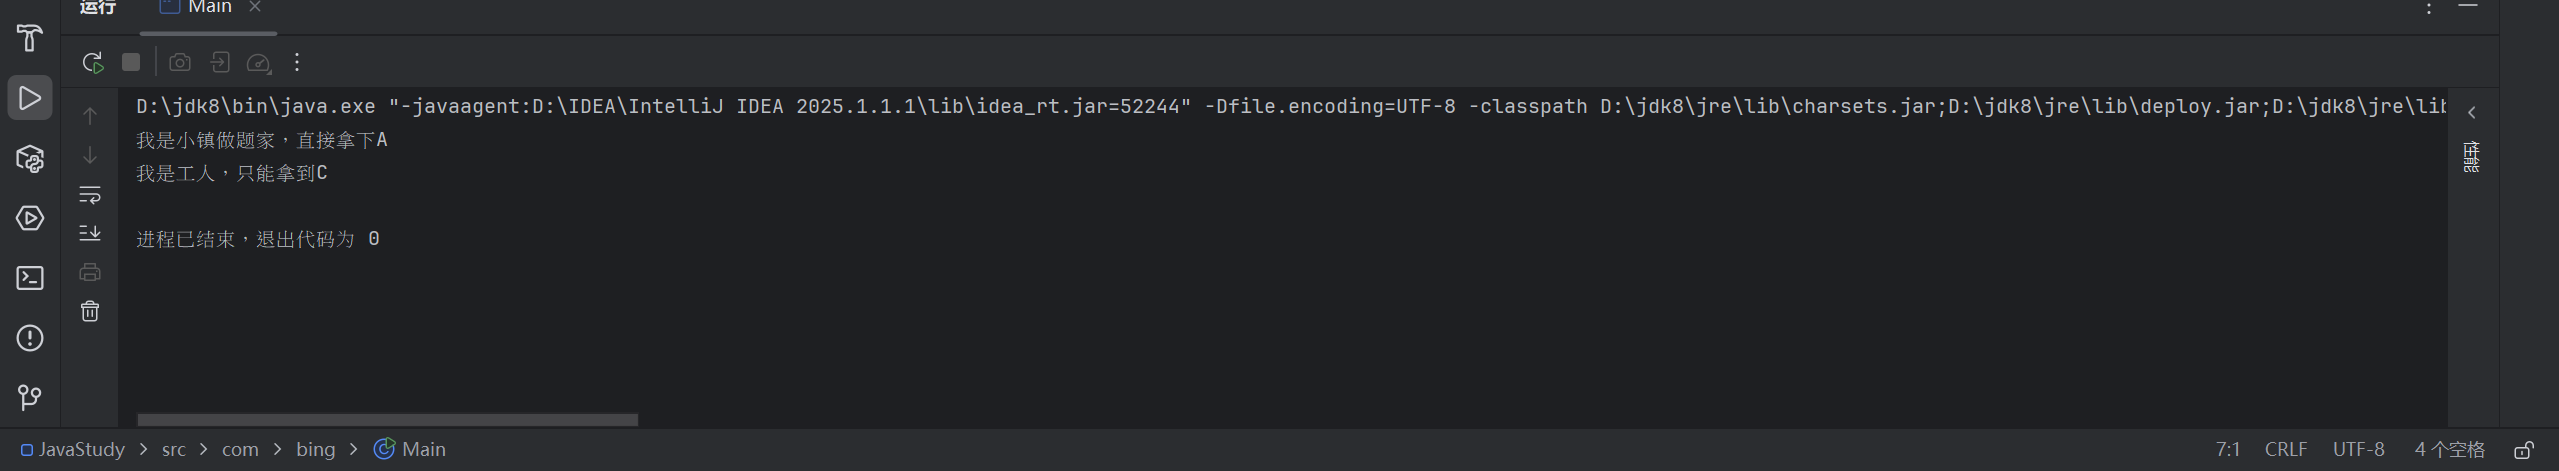 运行 Main
D:\jdk8\bin\java.exe "-javaagent:D:\IDEA\IntelliJ IDEA 2025.1.1.1\lib\idea_rt.jar=52244" -Dfile.encoding=UTF-8 -classpath D:\jdk8\jre\lib\charsets.jar;D:\jdk8\jre\lib\deploy.jar;D:\jdk8\jre\lib
我是小镇做题家，直接拿下A
我是工人，只能拿到C
进程已结束，退出代码为 0
性能
JavaStudy > src > com > bing > Main 7:1 CRLF UTF-8 4 个空格